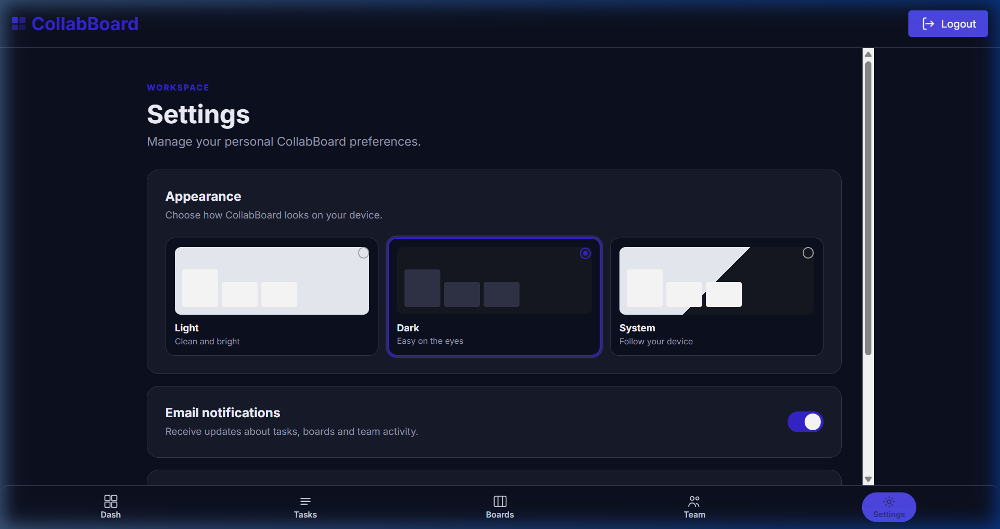 CollabBoard
Logout
WORKSPACE
Settings
Manage your personal CollabBoard preferences.
Appearance
Choose how CollabBoard looks on your device.
Light
Clean and bright
Dark
Easy on the eyes
System
Follow your device
Email notifications
Receive updates about tasks, boards and team activity.
Dash
Tasks
Boards
Team
Settings